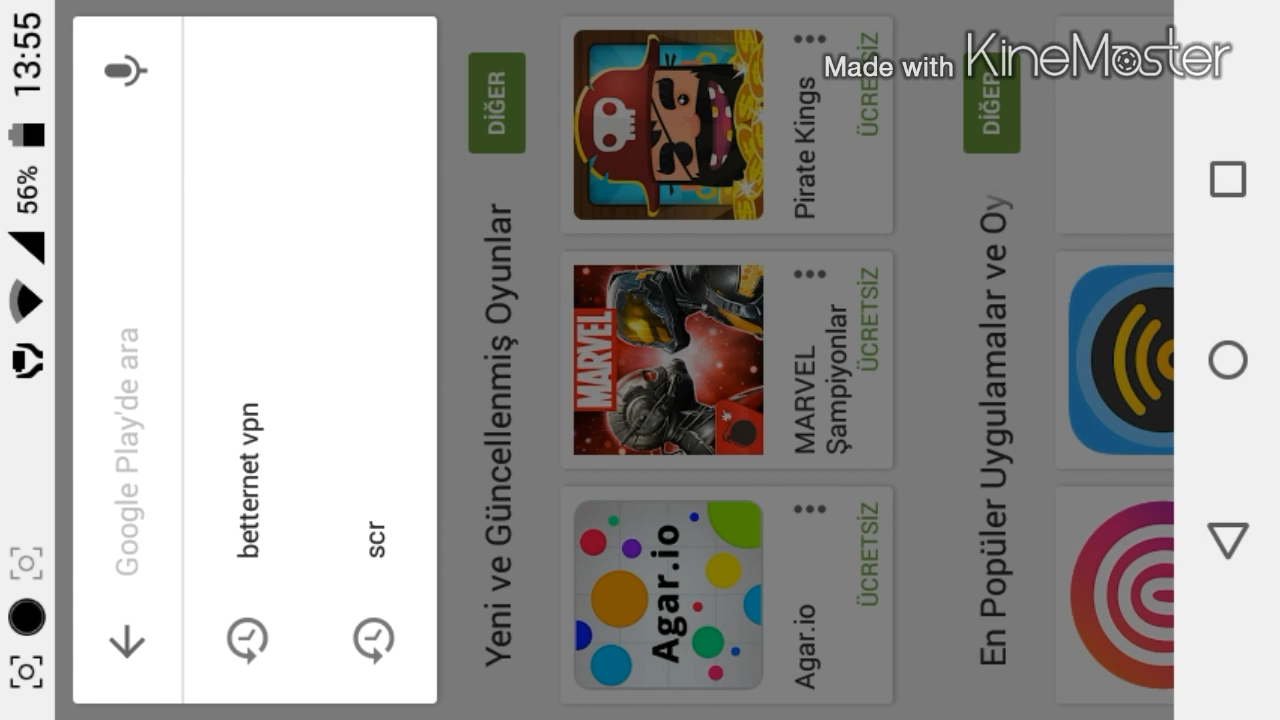 13:55
56%
Google Play'de ara
betternet vpn
scr
Yeni ve Güncellenmiş Oyunlar
DİĞER
Agar.io
Agar.io
ÜCRETSİZ
MARVEL
MARVEL
Şampiyonlar
ÜCRETSİZ
Pirate Kings
ÜCRETSİZ
En Popüler Uygulamalar ve Oy
DİĞER
Made with KineMaster